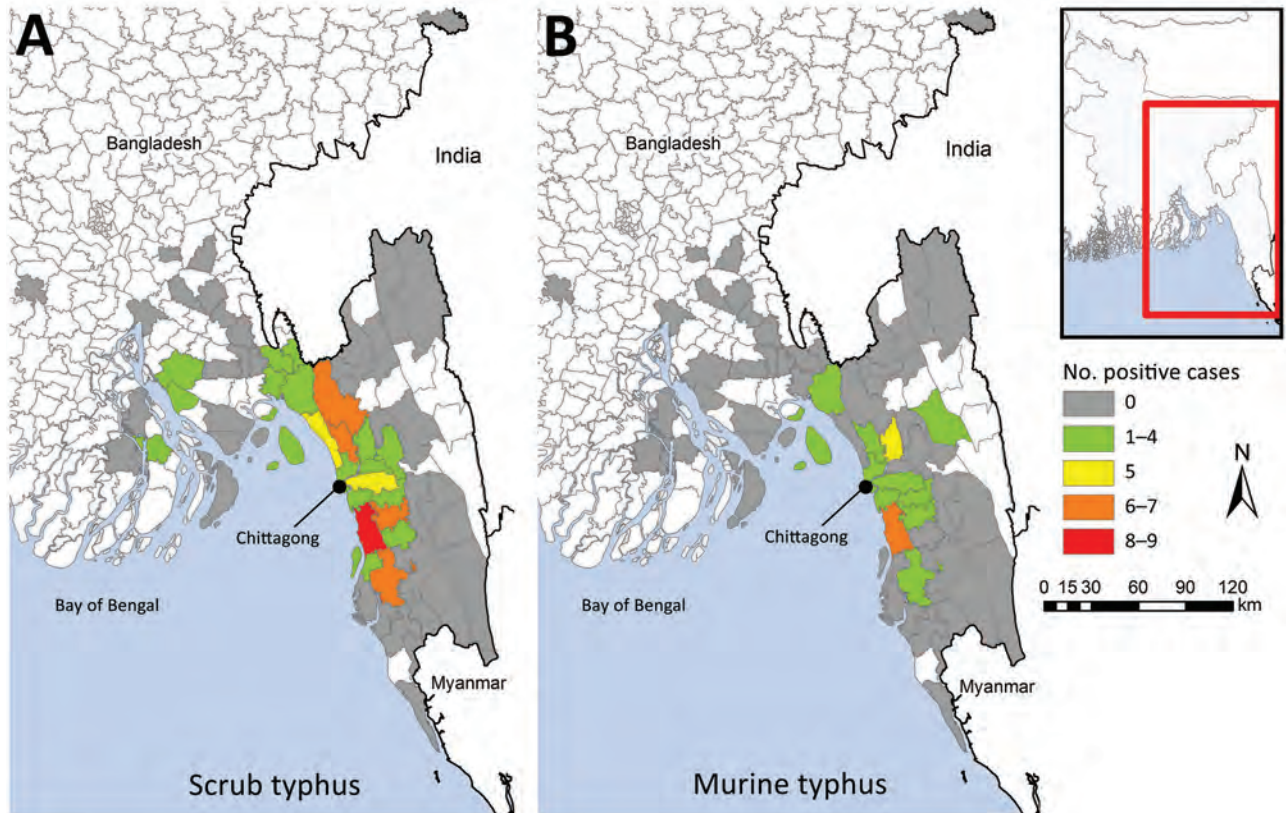 A
Bangladesh
India
Chittagong
Bay of Bengal
Myanmar
Scrub typhus
B
Bangladesh
India
Chittagong
Bay of Bengal
Myanmar
Murine typhus
No. positive cases
0
1–4
5
6–7
8–9
N
0 15 30 60 90 120
km